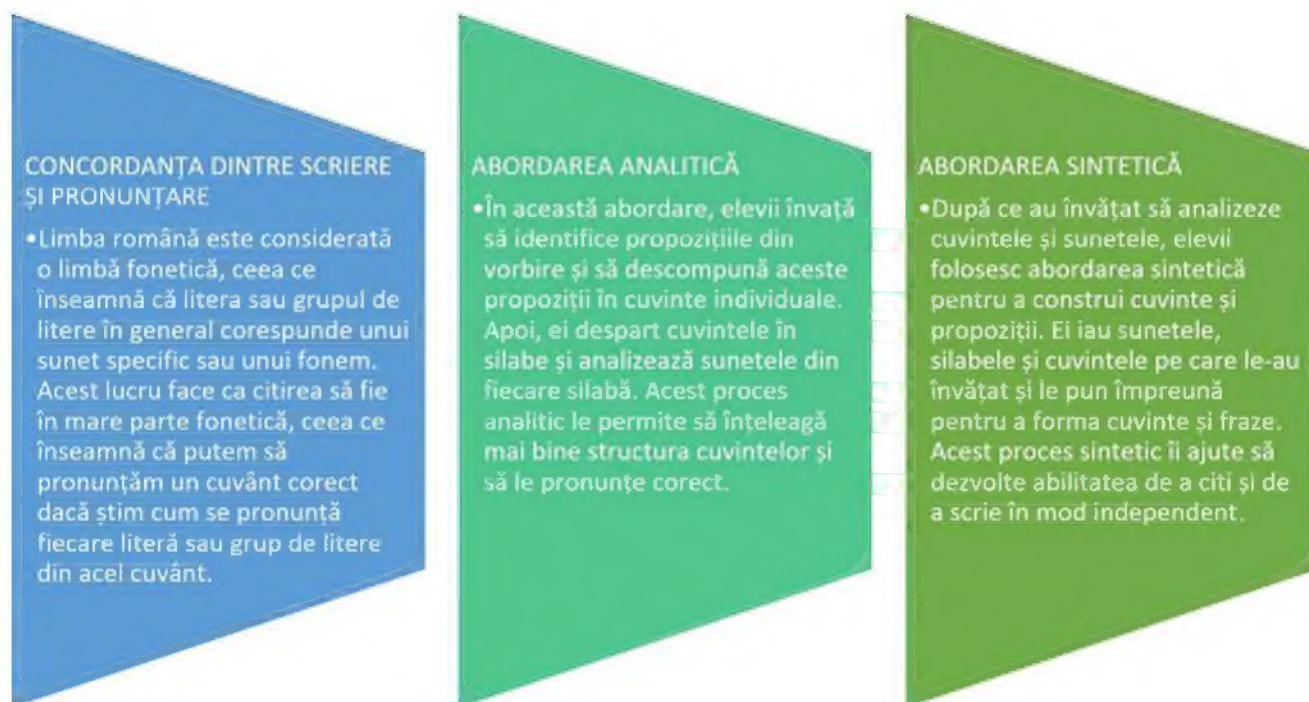 CONCORDANȚA DINTRE SCRIERE
ȘI PRONUNȚARE
•Limba română este considerată
o limbă fonetică, ceea ce
înseamnă că litera sau grupul de
litere în general corespunde unui
sunet specific sau unui fonem.
Acest lucru face ca citirea să fie
în mare parte fonetică, ceea ce
înseamnă că putem să
pronunțăm un cuvânt corect
dacă știm cum se pronunță
fiecare literă sau grup de litere
din acel cuvânt.
ABORDAREA ANALITICĂ
•În această abordare, elevii învață
să identifice propozițiile din
vorbire și să descompună aceste
propoziții în cuvinte individuale.
Apoi, ei despart cuvintele în
silabe și analizează sunetele din
fiecare silabă. Acest proces
analitic le permite să înțeleagă
mai bine structura cuvintelor și
să le pronunțe corect.
ABORDAREA SINTETICĂ
•După ce au învățat să analizeze
cuvintele și sunetele, elevii
folosesc abordarea sintetică
pentru a construi cuvinte și
propoziții. Ei iau sunetele,
silabele și cuvintele pe care le-au
învățat și le pun împreună
pentru a forma cuvinte și fraze.
Acest proces sintetic îi ajute să
dezvolte abilitatea de a citi și de
a scrie în mod independent.